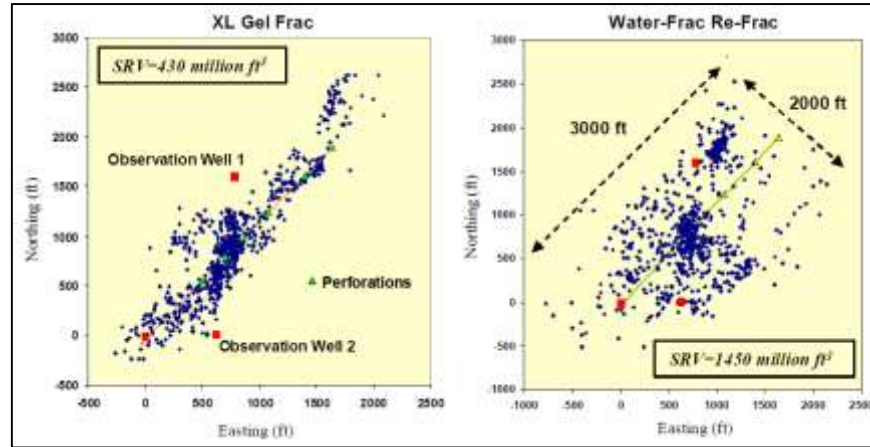 XL Gel Frac
SRV=430 million ft³
Observation Well 1
Perforations
Observation Well 2
Northing (ft)
3000
2500
2000
1500
1000
500
0
-500
-500 0 500 1000 1500 2000 2500
Easting (ft)
Water-Frac Re-Frac
3000 ft
2000 ft
SRV=1450 million ft³
Northing (ft)
3000
2500
2000
1500
1000
500
0
-500
-1000
-1000 -500 0 500 1000 1500 2000 2500
Easting (ft)